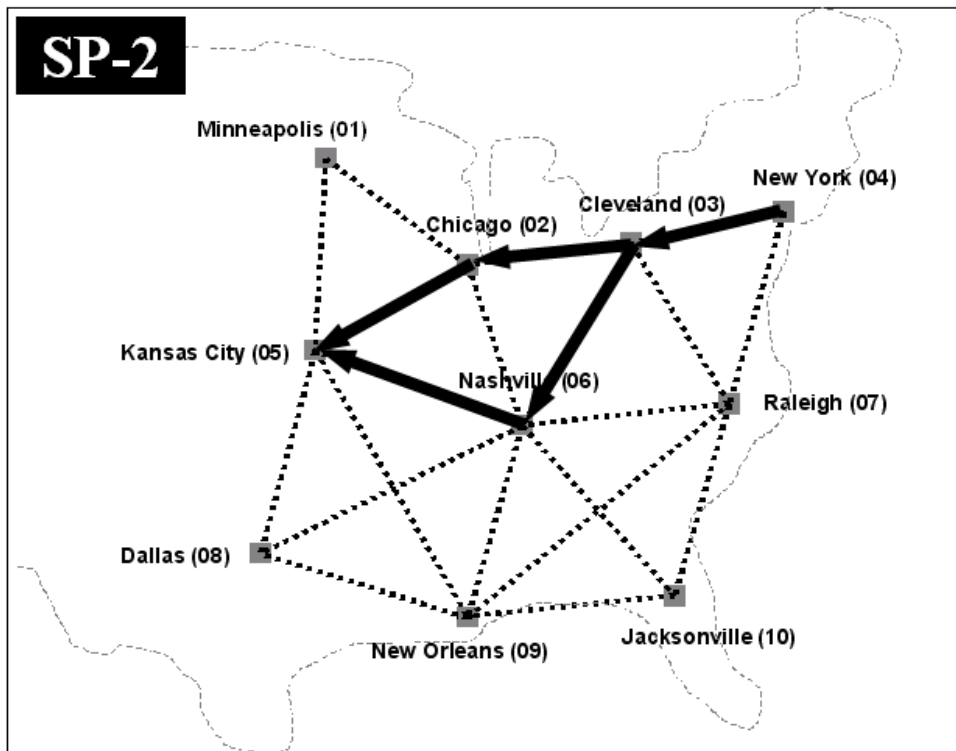 SP-2
Minneapolis (01)
New York (04)
Cleveland (03)
Chicago (02)
Kansas City (05)
Nashville (06)
Raleigh (07)
Dallas (08)
Jacksonville (10)
New Orleans (09)